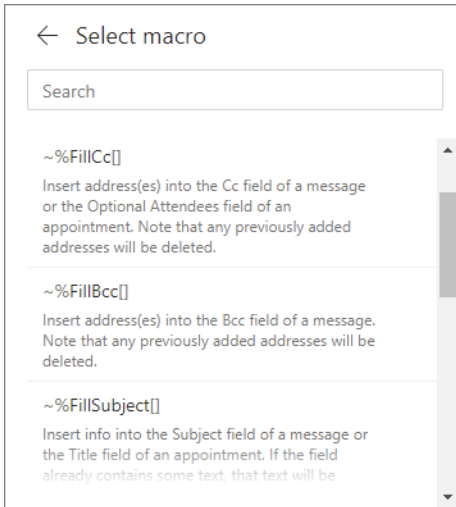 Select macro
Search
~%FillCc[]
Insert address(es) into the Cc field of a message
or the Optional Attendees field of an
appointment. Note that any previously added
addresses will be deleted.
~%FillBcc[]
Insert address(es) into the Bcc field of a message.
Note that any previously added addresses will be
deleted.
~%FillSubject[]
Insert info into the Subject field of a message or
the Title field of an appointment. If the field
already contains some text, that text will be